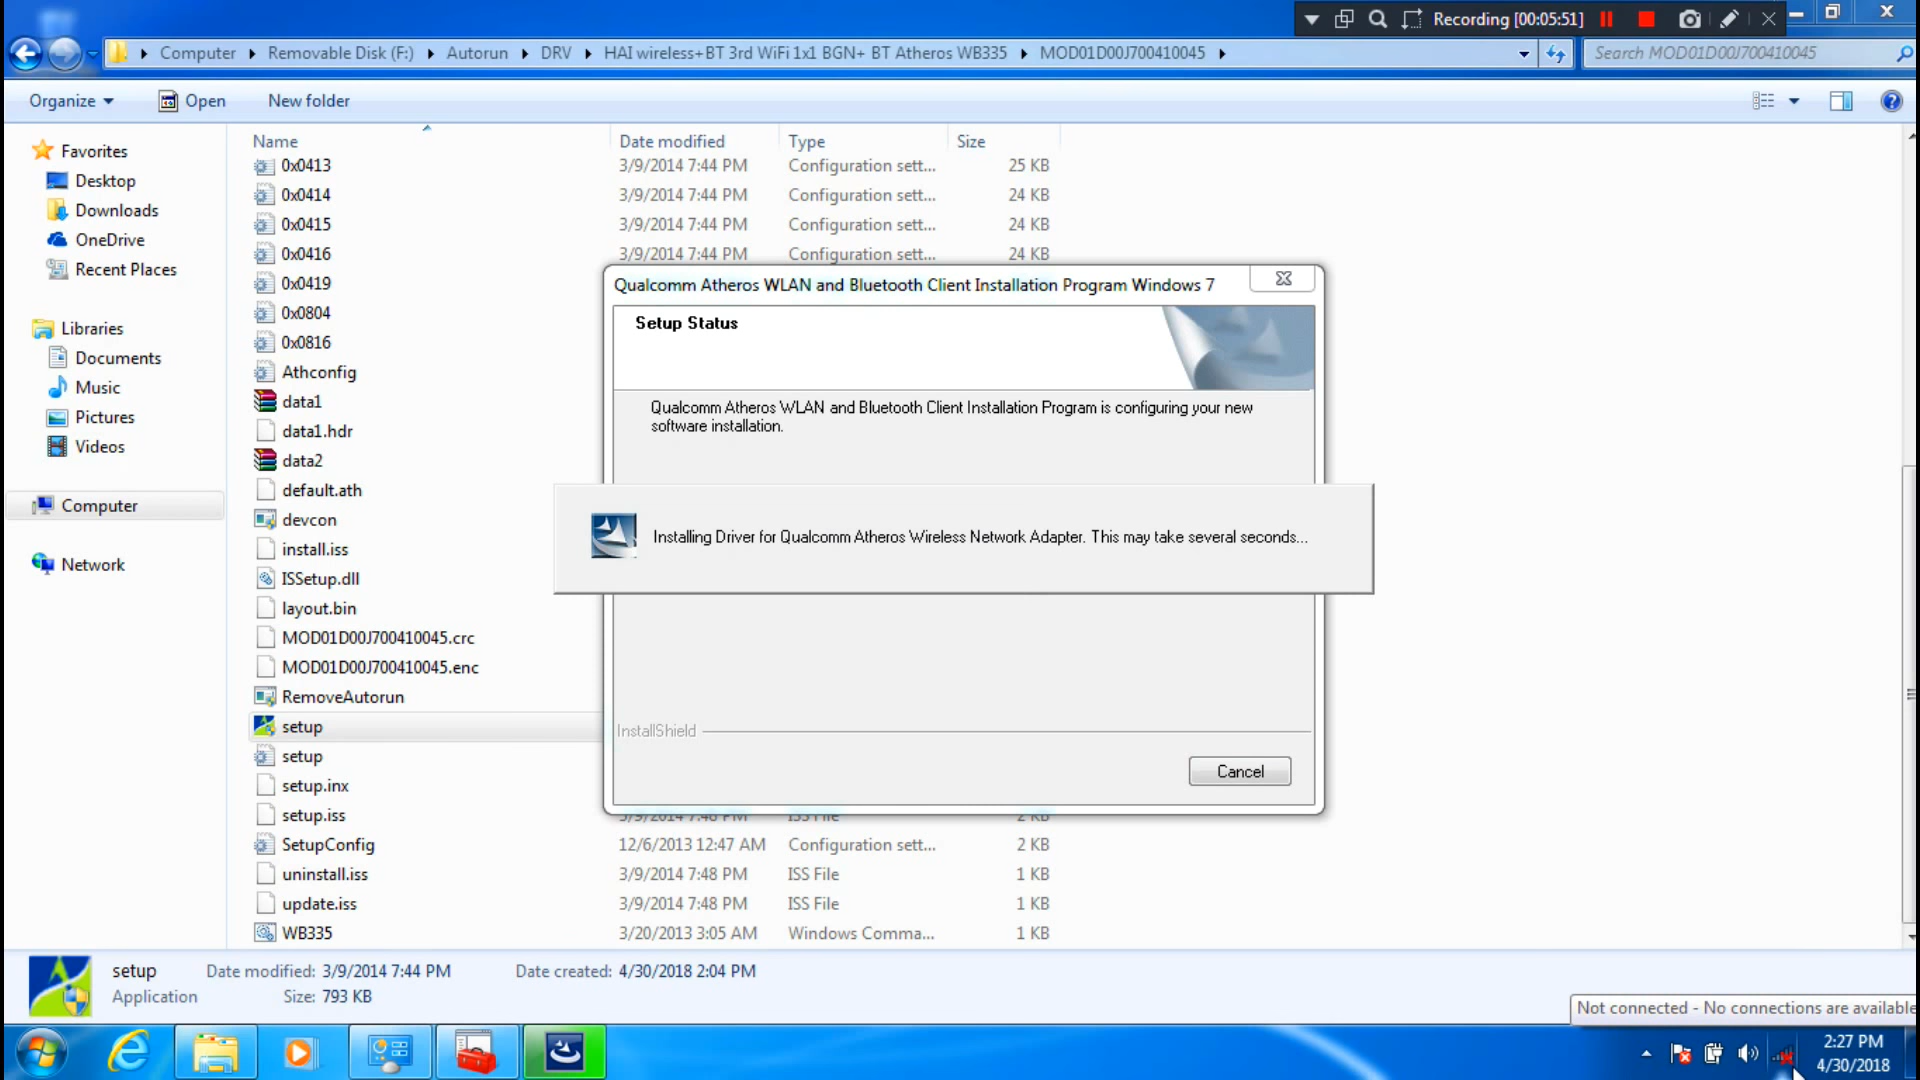 Recording [00:05:51]
Computer Removable Disk (F:) Autorun DRV HAI wireless+BT 3rd WiFi 1x1 BGN+ BT Atheros WB335 MOD01D00J700410045
Search MOD01D00J700410045
Organize Open New folder
Favorites
Desktop
Downloads
OneDrive
Recent Places
Libraries
Documents
Music
Pictures
Videos
Computer
Network
Name Date modified Type Size
0x0413 3/9/2014 7:44 PM Configuration sett... 25 KB
0x0414 3/9/2014 7:44 PM Configuration sett... 24 KB
0x0415 3/9/2014 7:44 PM Configuration sett... 24 KB
0x0416 3/9/2014 7:44 PM Configuration sett... 24 KB
0x0419
0x0804
0x0816
Athconfig
data1
data1.hdr
data2
default.ath
devcon
install.iss
ISSetup.dll
layout.bin
MOD01D00J700410045.crc
MOD01D00J700410045.enc
RemoveAutorun
setup
setup
setup.inx
setup.iss 3/9/2014 7:48 PM ISS File 2 KB
SetupConfig 12/6/2013 12:47 AM Configuration sett... 2 KB
uninstall.iss 3/9/2014 7:48 PM ISS File 1 KB
update.iss 3/9/2014 7:48 PM ISS File 1 KB
WB335 3/20/2013 3:05 AM Windows Comma... 1 KB
Qualcomm Atheros WLAN and Bluetooth Client Installation Program Windows 7
Setup Status
Qualcomm Atheros WLAN and Bluetooth Client Installation Program is configuring your new
software installation.
Installing Driver for Qualcomm Atheros Wireless Network Adapter. This may take several seconds...
InstallShield
Cancel
setup Date modified: 3/9/2014 7:44 PM Date created: 4/30/2018 2:04 PM
Application Size: 793 KB
Not connected - No connections are available
2:27 PM
4/30/2018